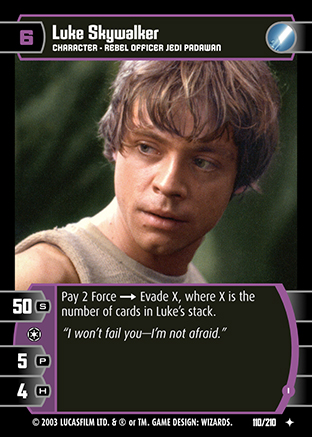 6
Luke Skywalker
CHARACTER • REBEL OFFICER JEDI PADAWAN
50 S
Pay 2 Force → Evade X, where X is the
number of cards in Luke's stack.
"I won't fail you—I'm not afraid."
5 P
4 H
© 2003 LUCASFILM LTD. & ® or TM. GAME DESIGN: WIZARDS. 110/210